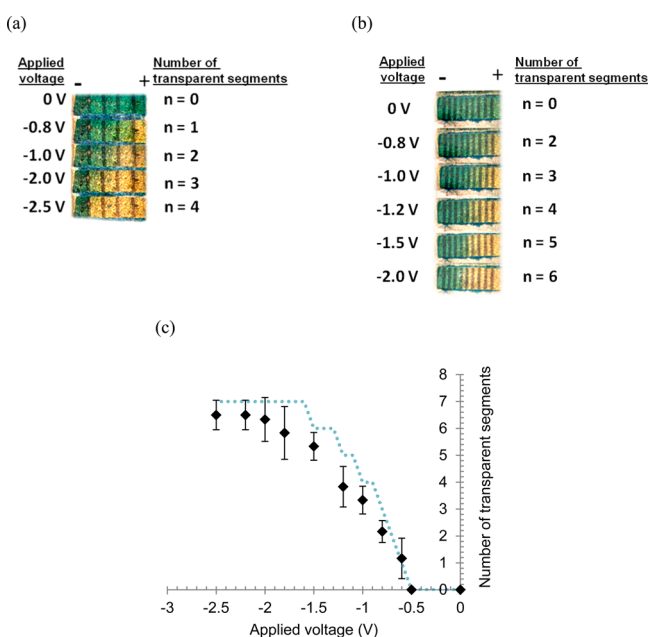 (a)
Applied voltage
Number of transparent segments
- +
0 V n = 0
-0.8 V n = 1
-1.0 V n = 2
-2.0 V n = 3
-2.5 V n = 4
(b)
Applied voltage
Number of transparent segments
- +
0 V n = 0
-0.8 V n = 2
-1.0 V n = 3
-1.2 V n = 4
-1.5 V n = 5
-2.0 V n = 6
(c)
8
7
6
5
4
3
2
1
0
Number of transparent segments
-3 -2.5 -2 -1.5 -1 -0.5 0
Applied voltage (V)